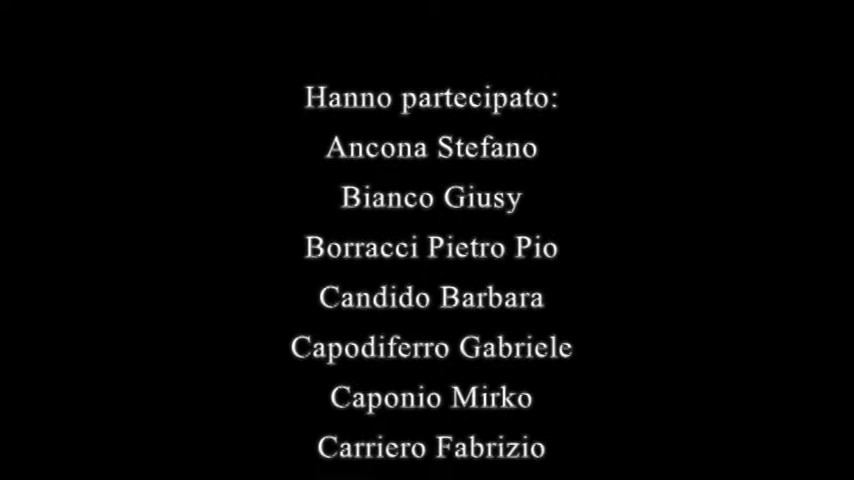 Hanno partecipato:
Ancona Stefano
Bianco Giusy
Borracci Pietro Pio
Candido Barbara
Capodiferro Gabriele
Caponio Mirko
Carriero Fabrizio